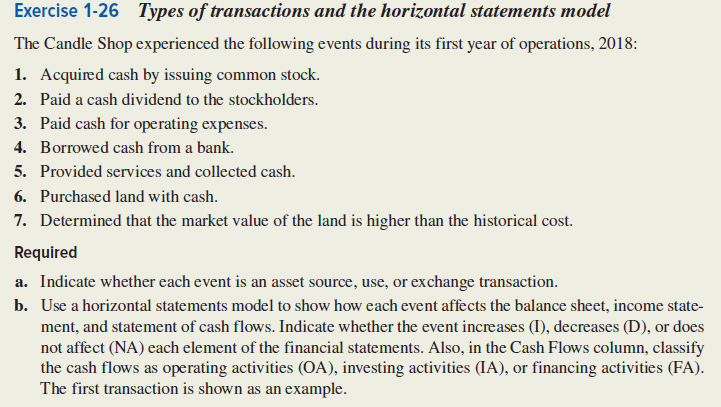 Exercise 1-26 Types of transactions and the horizontal statements model
The Candle Shop experienced the following events during its first year of operations, 2018:
1. Acquired cash by issuing common stock.
2. Paid a cash dividend to the stockholders.
3. Paid cash for operating expenses.
4. Borrowed cash from a bank.
5. Provided services and collected cash.
6. Purchased land with cash.
7. Determined that the market value of the land is higher than the historical cost.
Required
a. Indicate whether each event is an asset source, use, or exchange transaction.
b. Use a horizontal statements model to show how each event affects the balance sheet, income state-
ment, and statement of cash flows. Indicate whether the event increases (I), decreases (D), or does
not affect (NA) each element of the financial statements. Also, in the Cash Flows column, classify
the cash flows as operating activities (OA), investing activities (IA), or financing activities (FA).
The first transaction is shown as an example.